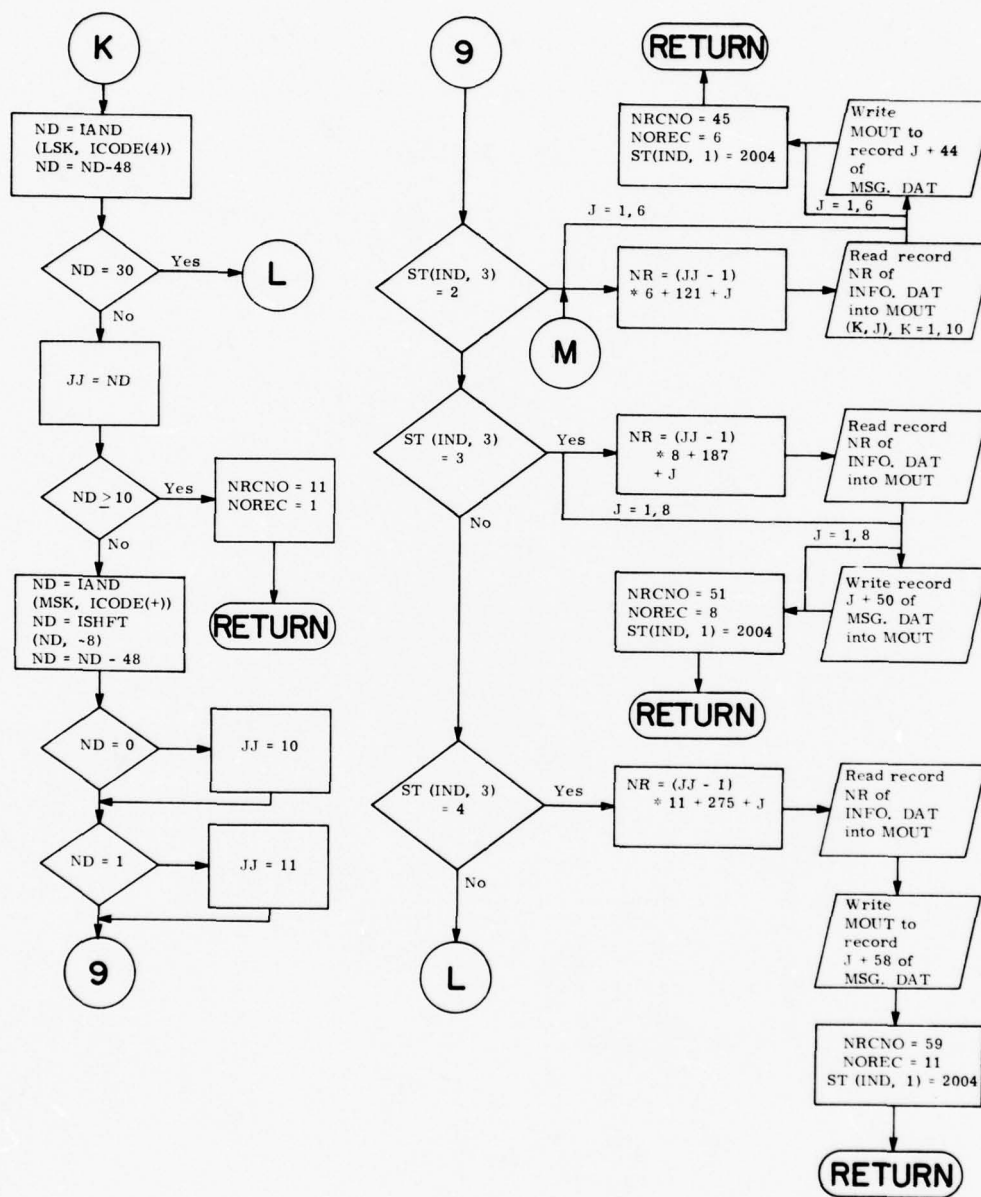 K
ND = IAND
(LSK, ICODE(4))
ND = ND-48
ND = 30
Yes
L
No
JJ = ND
ND ≥ 10
Yes
NRCNO = 11
NOREC = 1
RETURN
No
ND = IAND
(MSK, ICODE(+))
ND = ISHFT
(ND, -8)
ND = ND - 48
ND = 0
JJ = 10
ND = 1
JJ = 11
9
9
ST(IND, 3)
= 2
M
J = 1, 6
NR = (JJ - 1)
* 6 + 121 + J
Read record
NR of
INFO. DAT
into MOUT
(K, J), K = 1, 10
J = 1, 6
Write
MOUT to
record J + 44
of
MSG. DAT
NRCNO = 45
NOREC = 6
ST(IND, 1) = 2004
RETURN
ST (IND, 3)
= 3
Yes
NR = (JJ - 1)
* 8 + 187
+ J
Read record
NR of
INFO. DAT
into MOUT
J = 1, 8
J = 1, 8
Write record
J + 50 of
MSG. DAT
into MOUT
NRCNO = 51
NOREC = 8
ST(IND, 1) = 2004
RETURN
No
ST (IND, 3)
= 4
Yes
NR = (JJ - 1)
* 11 + 275 + J
Read record
NR of
INFO. DAT
into MOUT
Write
MOUT to
record
J + 58 of
MSG. DAT
NRCNO = 59
NOREC = 11
ST (IND, 1) = 2004
RETURN
No
L